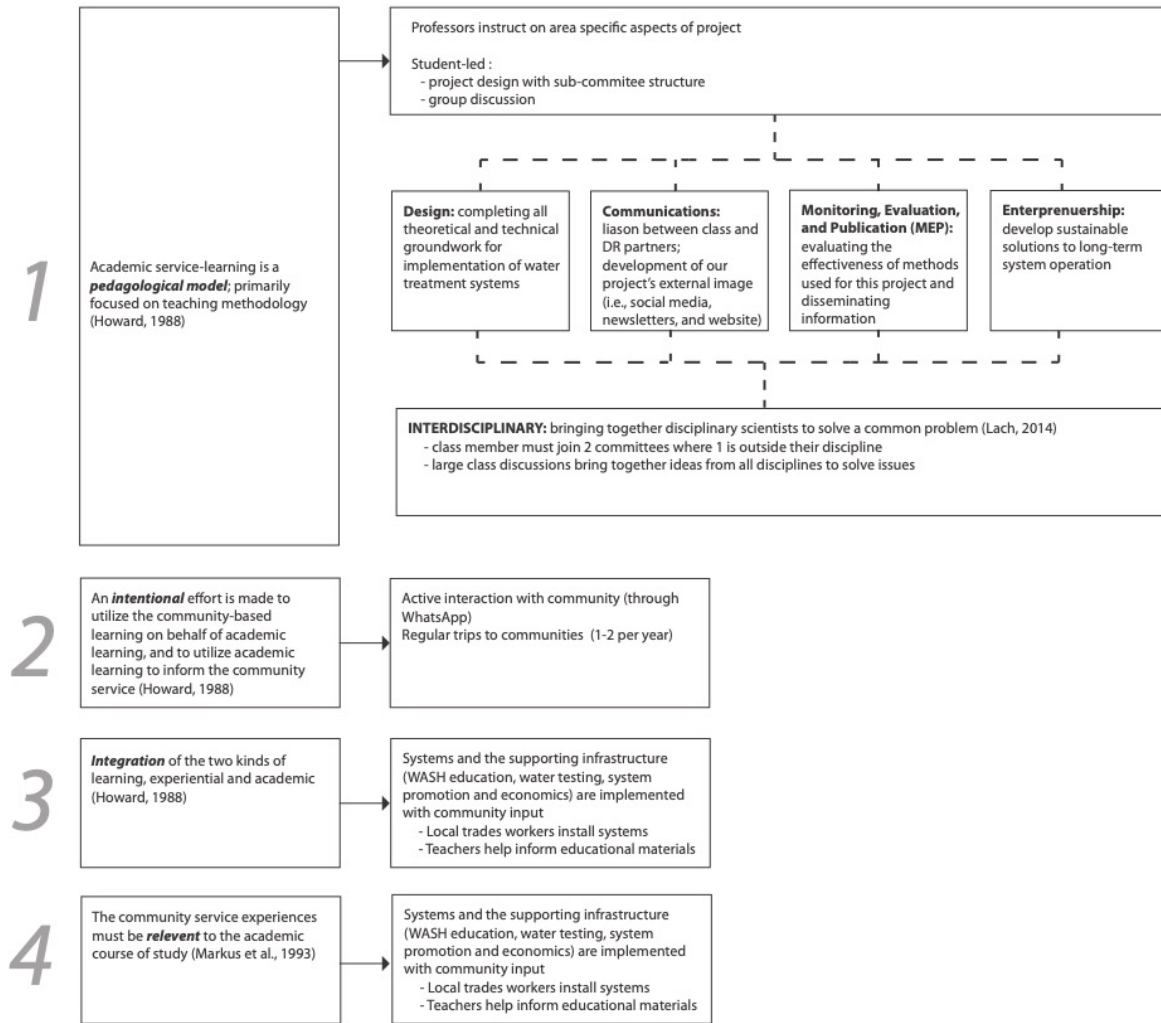 1
Academic service-learning is a
pedagological model; primarily
focused on teaching methodology
(Howard, 1988)
Professors instruct on area specific aspects of project
Student-led :
- project design with sub-commitee structure
- group discussion
Design: completing all
theoretical and technical
groundwork for
implementation of water
treatment systems
Communications:
liason between class and
DR partners;
development of our
project's external image
(i.e., social media,
newsletters, and website)
Monitoring, Evaluation,
and Publication (MEP):
evaluating the
effectiveness of methods
used for this project and
disseminating
information
Enterprenuership:
develop sustainable
solutions to long-term
system operation
INTERDISCIPLINARY: bringing together disciplinary scientists to solve a common problem (Lach, 2014)
- class member must join 2 committees where 1 is outside their discipline
- large class discussions bring together ideas from all disciplines to solve issues
2
An intentional effort is made to
utilize the community-based
learning on behalf of academic
learning, and to utilize academic
learning to inform the community
service (Howard, 1988)
Active interaction with community (through
WhatsApp)
Regular trips to communities (1-2 per year)
3
Integration of the two kinds of
learning, experiential and academic
(Howard, 1988)
Systems and the supporting infrastructure
(WASH education, water testing, system
promotion and economics) are implemented
with community input
- Local trades workers install systems
- Teachers help inform educational materials
4
The community service experiences
must be relevent to the academic
course of study (Markus et al., 1993)
Systems and the supporting infrastructure
(WASH education, water testing, system
promotion and economics) are implemented
with community input
- Local trades workers install systems
- Teachers help inform educational materials